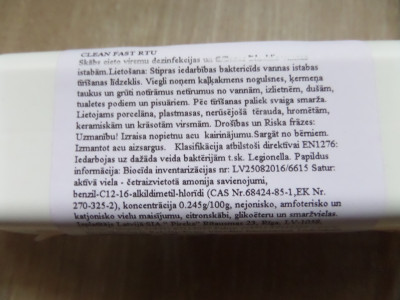 CLEAN FAST RTU
Skābs cieto virsmu dezinfekcijas un
istabām.Lietošana: Stipras iedarbības baktericīds vannas istabas
tīrīšanas līdzeklis. Viegli noņem kaļķakmens nogulsnes, ķermeņa
taukus un grūti notīrāmus netīrumus no vannām, izlietnēm, dušām,
tualetes podiem un pisuāriem. Pēc tīrīšanas paliek svaiga smarža.
Lietojams porcelāna, plastmasas, nerūsējošā tērauda, hromētām,
keramiskām un krāsotām virsmām. Drošības un Riska frāzes:
Uzmanību! Izraisa nopietnu acu kairinājumu.Sargāt no bērniem.
Izmantot acu aizsargus. Klasifikācija atbilstoši direktīvai EN1276:
Iedarbojas uz dažāda veida baktērijām t.sk. Legionella. Papildus
informācija: Biocīda inventarizācijas nr: LV25082016/6615 Satur:
aktīvā viela - četraizvietotā amonija savienojumi,
benzil-C12-16-alkildimetil-hlorīdi (CAS Nr.68424-85-1,EK Nr.
270-325-2), koncentrācija 0.245g/100g, nejonisko, amfoterisko un
katjonisko vielu maisījumu, citronskābi, glikoēteru un smaržvielas.